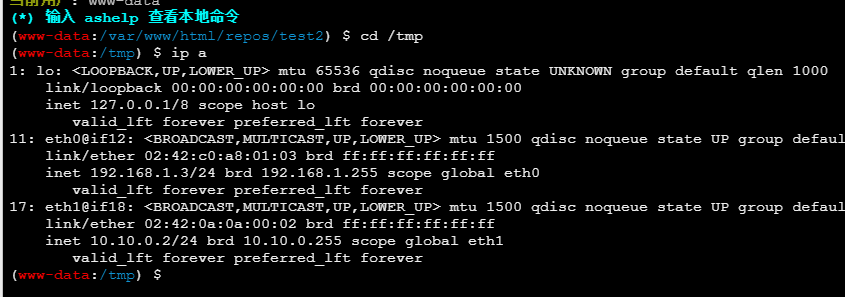 当前用户: www-data
(*) 输入 ashelp 查看本地命令
(www-data:/var/www/html/repos/test2) $ cd /tmp
(www-data:/tmp) $ ip a
1: lo: <LOOPBACK,UP,LOWER_UP> mtu 65536 qdisc noqueue state UNKNOWN group default qlen 1000
    link/loopback 00:00:00:00:00:00 brd 00:00:00:00:00:00
    inet 127.0.0.1/8 scope host lo
       valid_lft forever preferred_lft forever
11: eth0@if12: <BROADCAST,MULTICAST,UP,LOWER_UP> mtu 1500 qdisc noqueue state UP group defaul
    link/ether 02:42:c0:a8:01:03 brd ff:ff:ff:ff:ff:ff
    inet 192.168.1.3/24 brd 192.168.1.255 scope global eth0
       valid_lft forever preferred_lft forever
17: eth1@if18: <BROADCAST,MULTICAST,UP,LOWER_UP> mtu 1500 qdisc noqueue state UP group defaul
    link/ether 02:42:0a:0a:00:02 brd ff:ff:ff:ff:ff:ff
    inet 10.10.0.2/24 brd 10.10.0.255 scope global eth1
       valid_lft forever preferred_lft forever
(www-data:/tmp) $